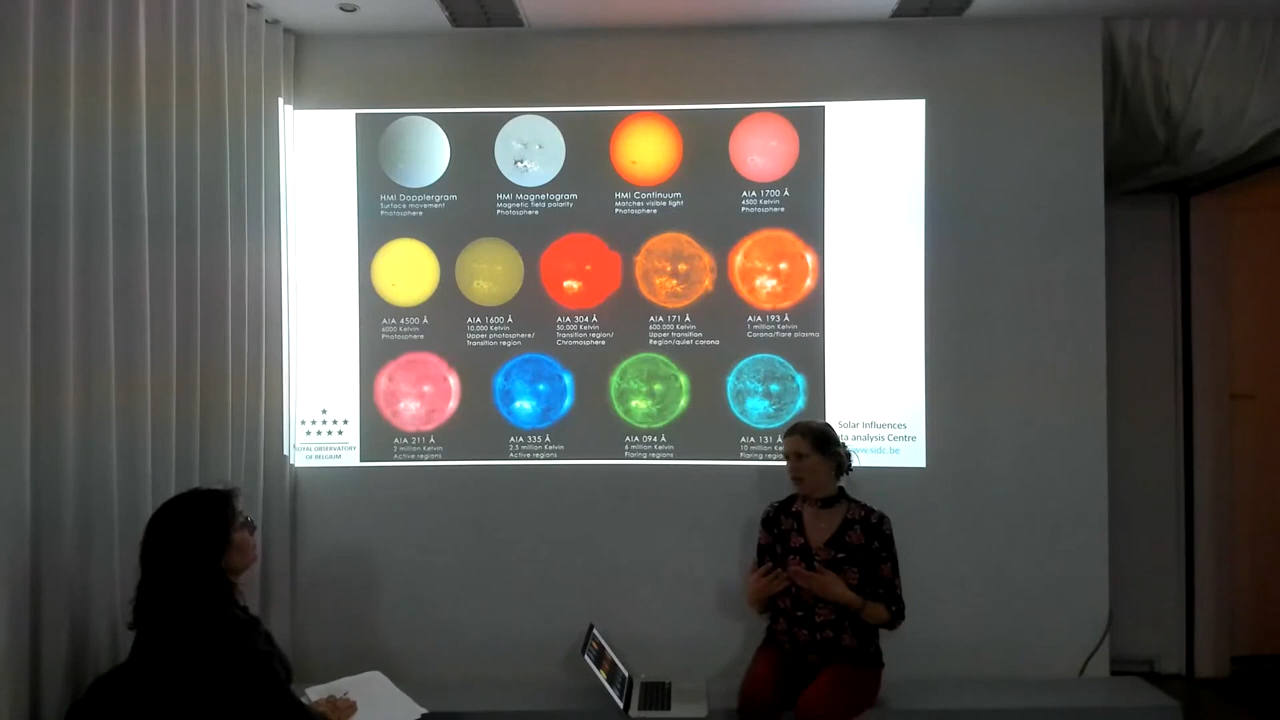 HMI Dopplergram
Surface movement
Photosphere
HMI Magnetogram
Magnetic field polarity
Photosphere
HMI Continuum
Matches visible light
Photosphere
AIA 1700 Å
4500 Kelvin
Photosphere
AIA 4500 Å
6000 Kelvin
Photosphere
AIA 1600 Å
10,000 Kelvin
Upper photosphere/
Transition region
AIA 304 Å
50,000 Kelvin
Transition region/
Chromosphere
AIA 171 Å
600,000 Kelvin
Upper transition
Region/quiet corona
AIA 193 Å
1 million Kelvin
Corona/flare plasma
AIA 211 Å
2 million Kelvin
Active regions
AIA 335 Å
2.5 million Kelvin
Active regions
AIA 094 Å
6 million Kelvin
Flaring regions
AIA 131
10 million
Flaring
ROYAL OBSERVATORY
OF BELGIUM
Solar Influences
analysis Centre
sidc.be